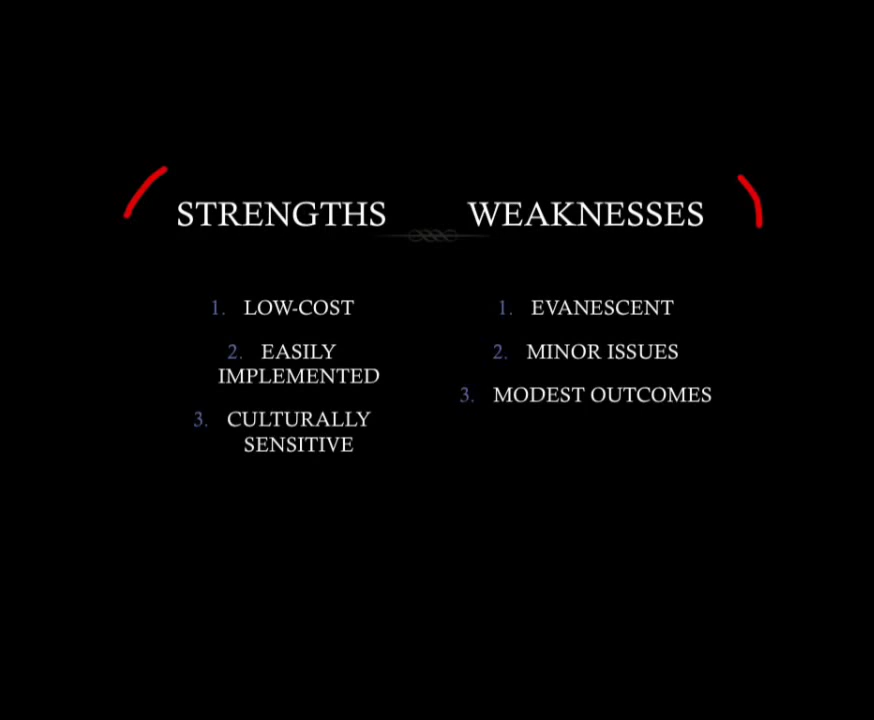 STRENGTHS
1. LOW-COST
2. EASILY
IMPLEMENTED
3. CULTURALLY
SENSITIVE
WEAKNESSES
1. EVANESCENT
2. MINOR ISSUES
3. MODEST OUTCOMES